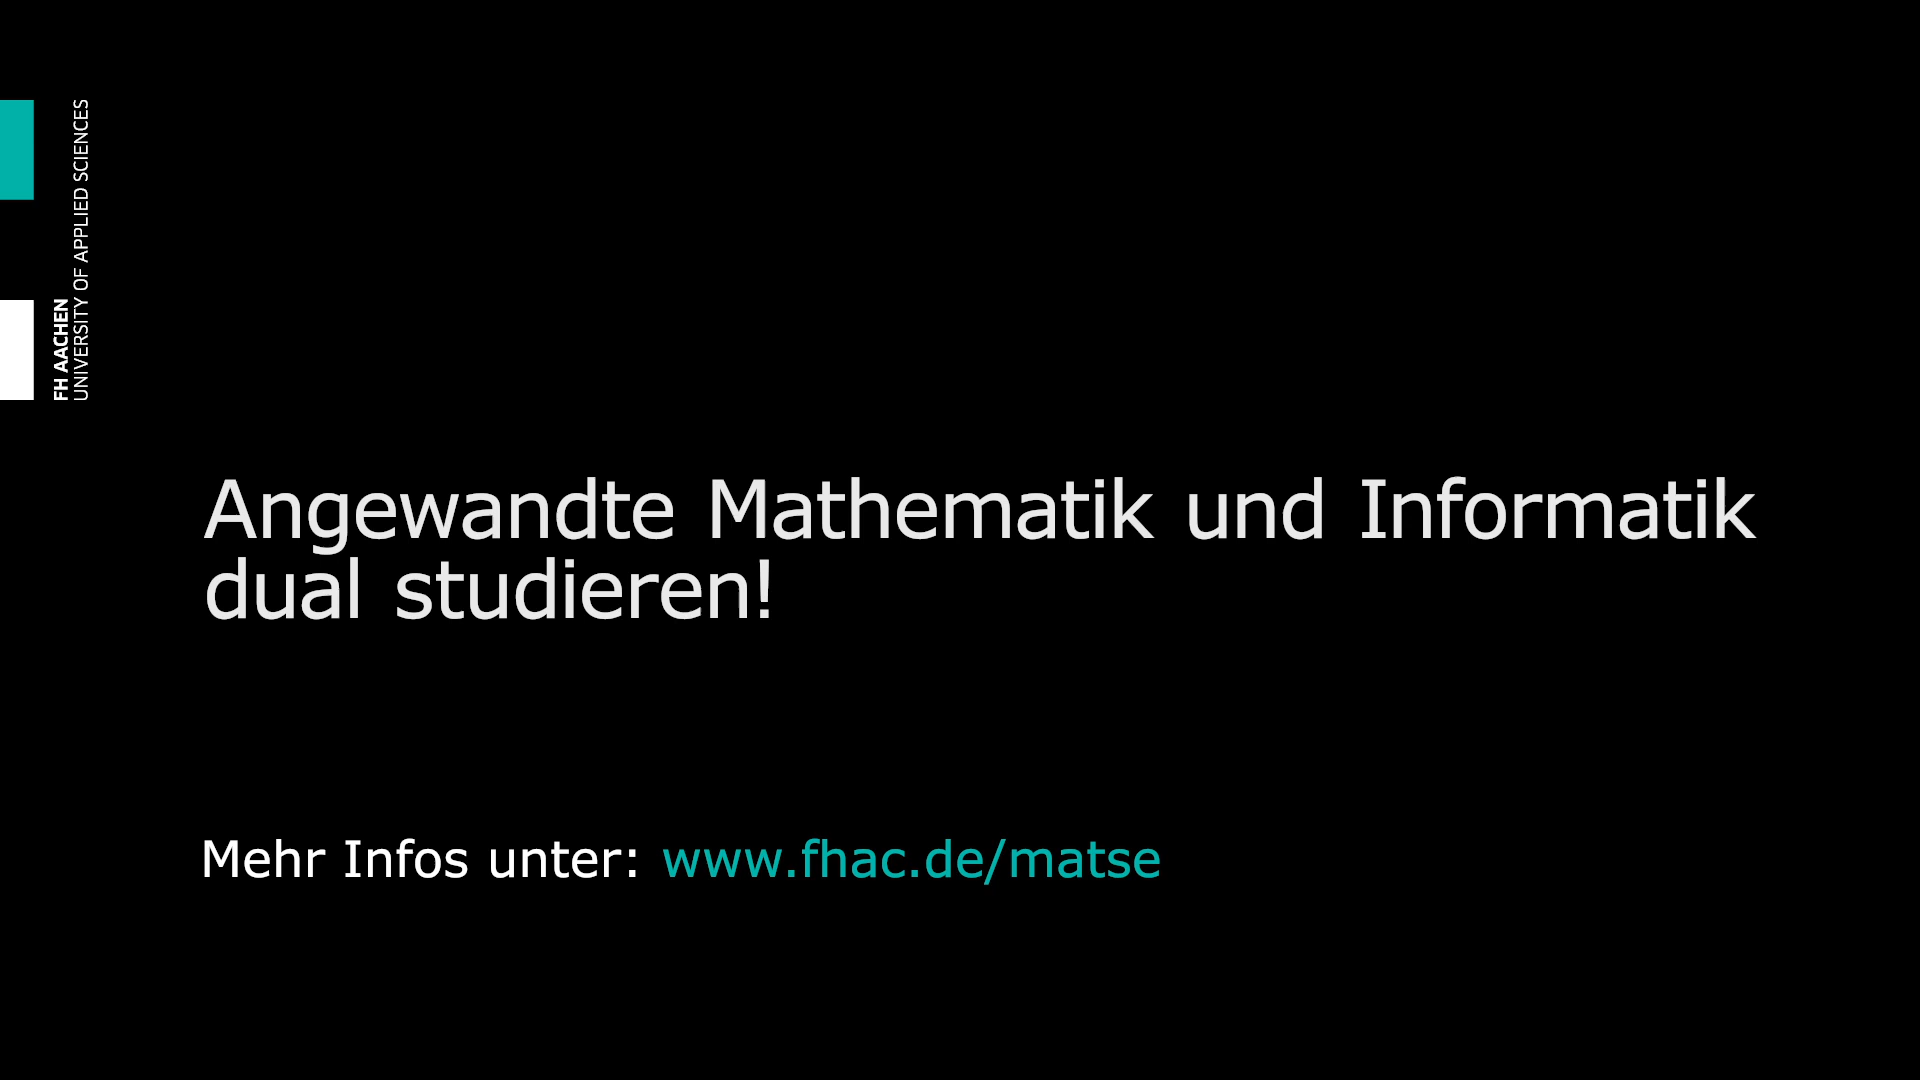 FH AACHEN
UNIVERSITY OF APPLIED SCIENCES
Angewandte Mathematik und Informatik
dual studieren!
Mehr Infos unter: www.fhac.de/matse